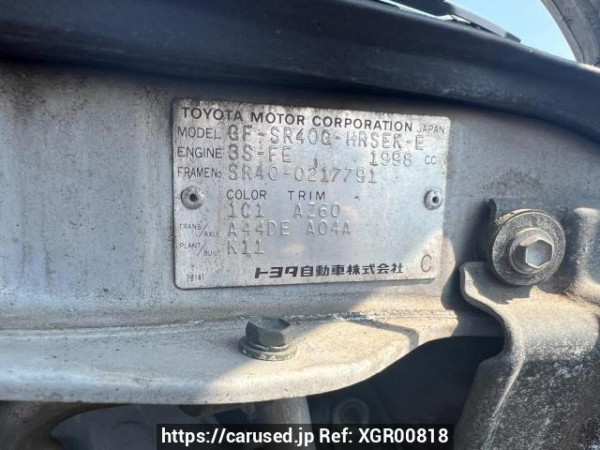 TOYOTA MOTOR CORPORATION JAPAN
MODEL GF-SR40G-HRSEK-E
ENGINE 3S-FE 1998 CC
FRAME No. SR40-0217791
COLOR TRIM
1C1 AZ60
TRANS/AXLE A44DE A04A
PLANT/BUILT K11
トヨタ自動車株式会社 C
https://carused.jp Ref: XGR00818